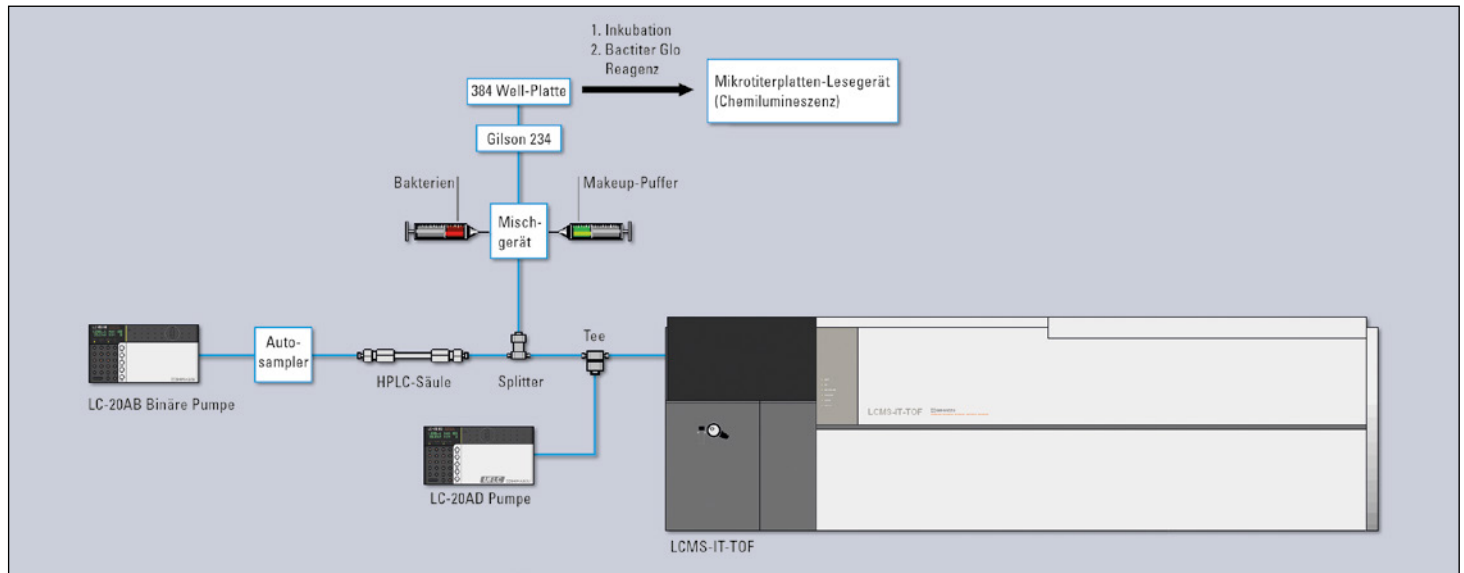 1. Inkubation
2. Bactiter Glo
Reagenz
384 Well-Platte
Mikrotiterplatten-Lesegerät
(Chemilumineszenz)
Gilson 234
Bakterien
Makeup-Puffer
Misch-
gerät
Auto-
sampler
Tee
HPLC-Säule
Splitter
LC-20AB Binäre Pumpe
LCMS-IT-TOF
LC-20AD Pumpe
LCMS-IT-TOF